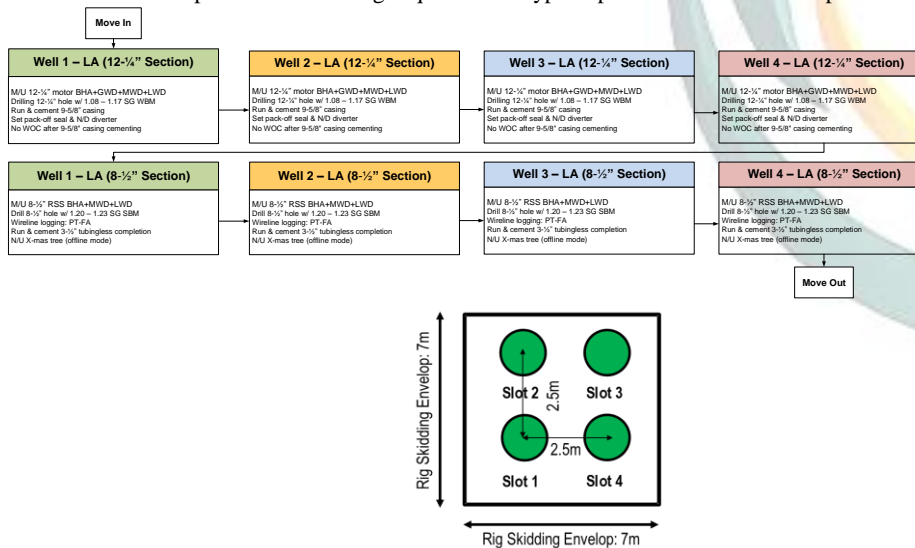 Move In
Well 1 – LA (12-¼” Section)
M/U 12-¼” motor BHA+GWD+MWD+LWD
Drilling 12-¼” hole w/ 1.08 – 1.17 SG WBM
Run & cement 9-5/8” casing
Set pack-off seal & N/D diverter
No WOC after 9-5/8” casing cementing
Well 2 – LA (12-¼” Section)
M/U 12-¼” motor BHA+GWD+MWD+LWD
Drilling 12-¼” hole w/ 1.08 – 1.17 SG WBM
Run & cement 9-5/8” casing
Set pack-off seal & N/D diverter
No WOC after 9-5/8” casing cementing
Well 3 – LA (12-¼” Section)
M/U 12-¼” motor BHA+GWD+MWD+LWD
Drilling 12-¼” hole w/ 1.08 – 1.17 SG WBM
Run & cement 9-5/8” casing
Set pack-off seal & N/D diverter
No WOC after 9-5/8” casing cementing
Well 4 – LA (12-¼” Section)
M/U 12-¼” motor BHA+GWD+MWD+LWD
Drilling 12-¼” hole w/ 1.08 – 1.17 SG WBM
Run & cement 9-5/8” casing
Set pack-off seal & N/D diverter
No WOC after 9-5/8” casing cementing
Well 1 – LA (8-½” Section)
M/U 8-½” RSS BHA+MWD+LWD
Drill 8-½” hole w/ 1.20 – 1.23 SG SBM
Wireline logging: PT-FA
Run & cement 3-½” tubingless completion
N/U X-mas tree (offline mode)
Well 2 – LA (8-½” Section)
M/U 8-½” RSS BHA+MWD+LWD
Drill 8-½” hole w/ 1.20 – 1.23 SG SBM
Wireline logging: PT-FA
Run & cement 3-½” tubingless completion
N/U X-mas tree (offline mode)
Well 3 – LA (8-½” Section)
M/U 8-½” RSS BHA+MWD+LWD
Drill 8-½” hole w/ 1.20 – 1.23 SG SBM
Wireline logging: PT-FA
Run & cement 3-½” tubingless completion
N/U X-mas tree (offline mode)
Well 4 – LA (8-½” Section)
M/U 8-½” RSS BHA+MWD+LWD
Drill 8-½” hole w/ 1.20 – 1.23 SG SBM
Wireline logging: PT-FA
Run & cement 3-½” tubingless completion
N/U X-mas tree (offline mode)
Move Out
Rig Skidding Envelop: 7m
Slot 2
Slot 3
2.5m
2.5m
Slot 1
Slot 4
Rig Skidding Envelop: 7m